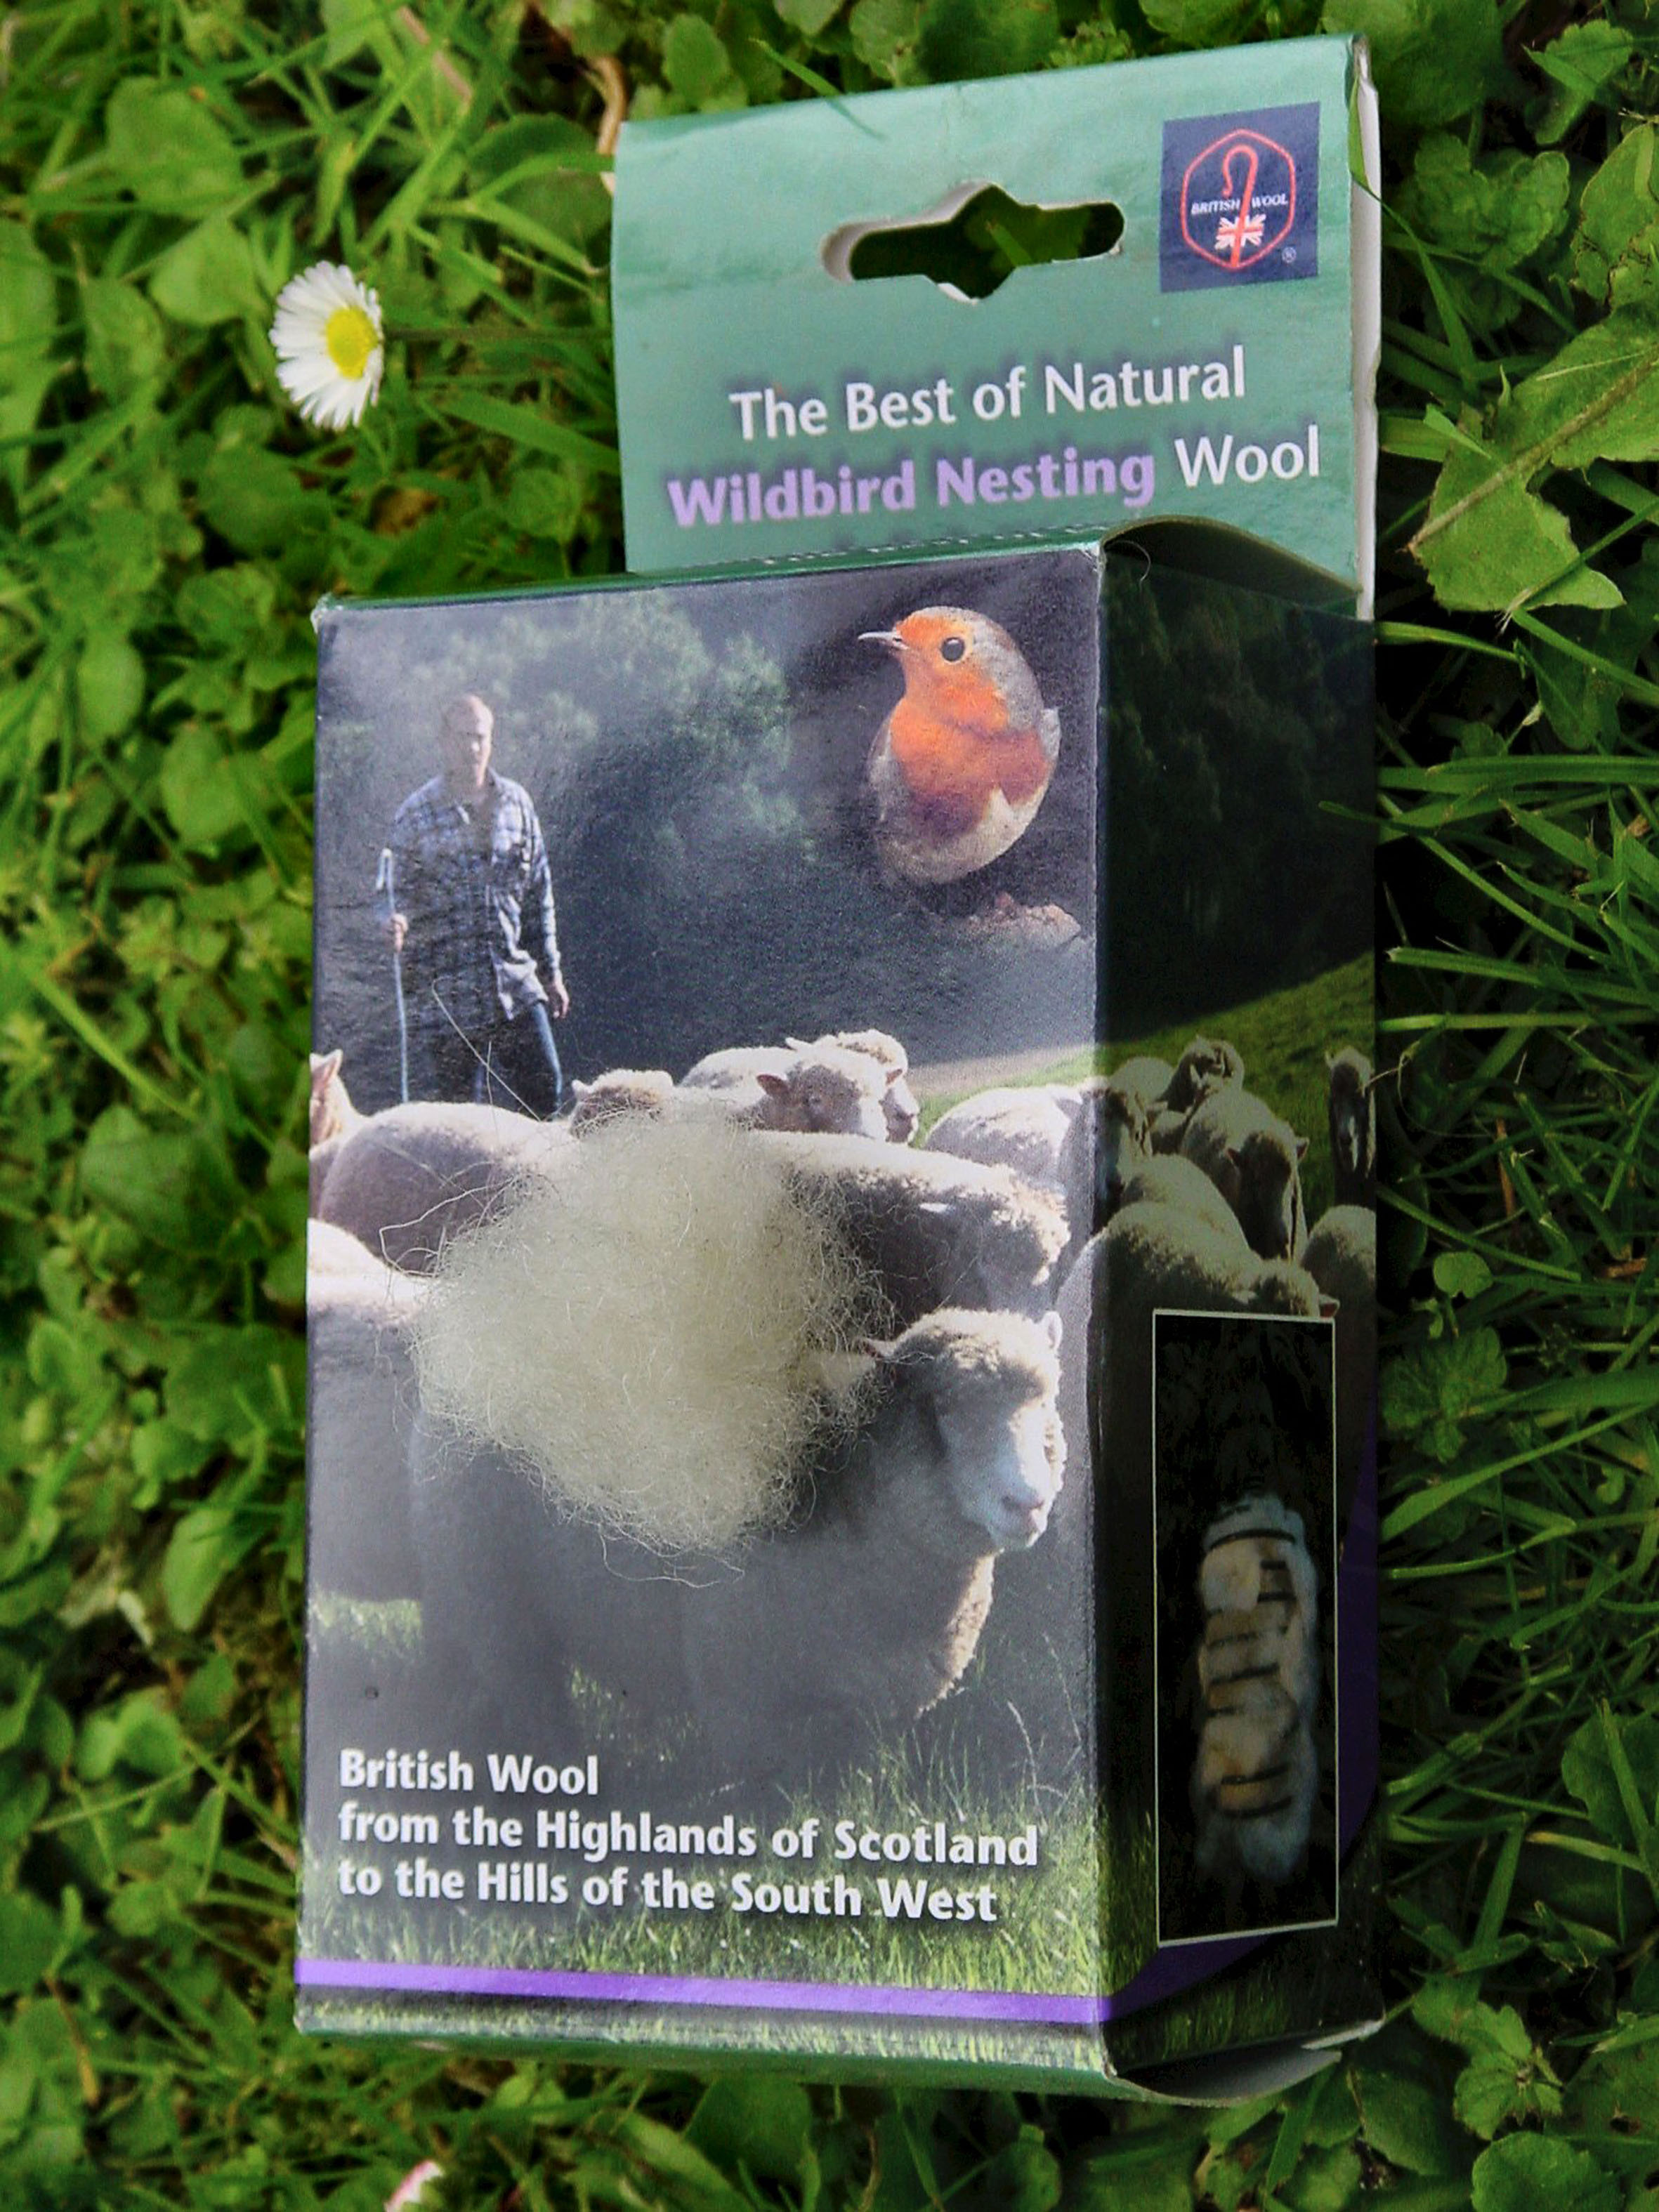 BRITISH WOOL
®
The Best of Natural
Wildbird Nesting Wool
British Wool
from the Highlands of Scotland
to the Hills of the South West